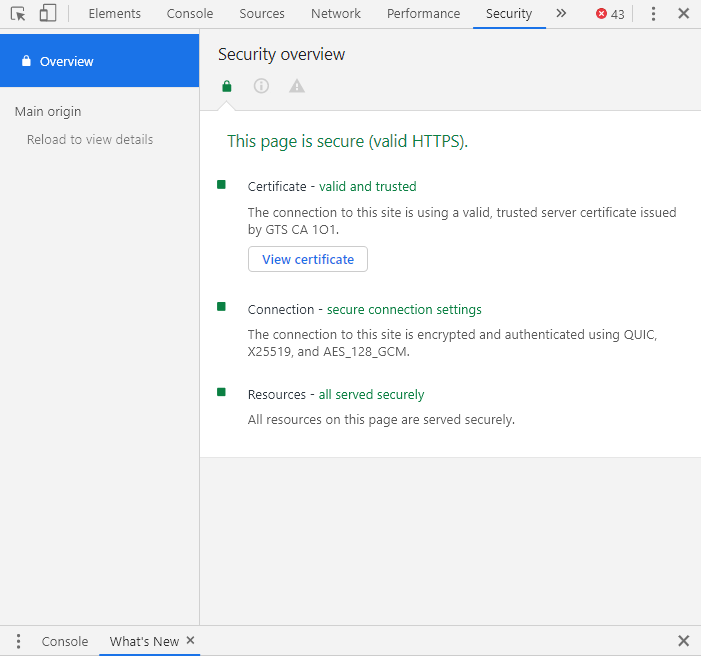 Elements Console Sources Network Performance Security » 43
Overview
Main origin
Reload to view details
Security overview
This page is secure (valid HTTPS).
Certificate - valid and trusted
The connection to this site is using a valid, trusted server certificate issued
by GTS CA 1O1.
View certificate
Connection - secure connection settings
The connection to this site is encrypted and authenticated using QUIC,
X25519, and AES_128_GCM.
Resources - all served securely
All resources on this page are served securely.
Console What's New